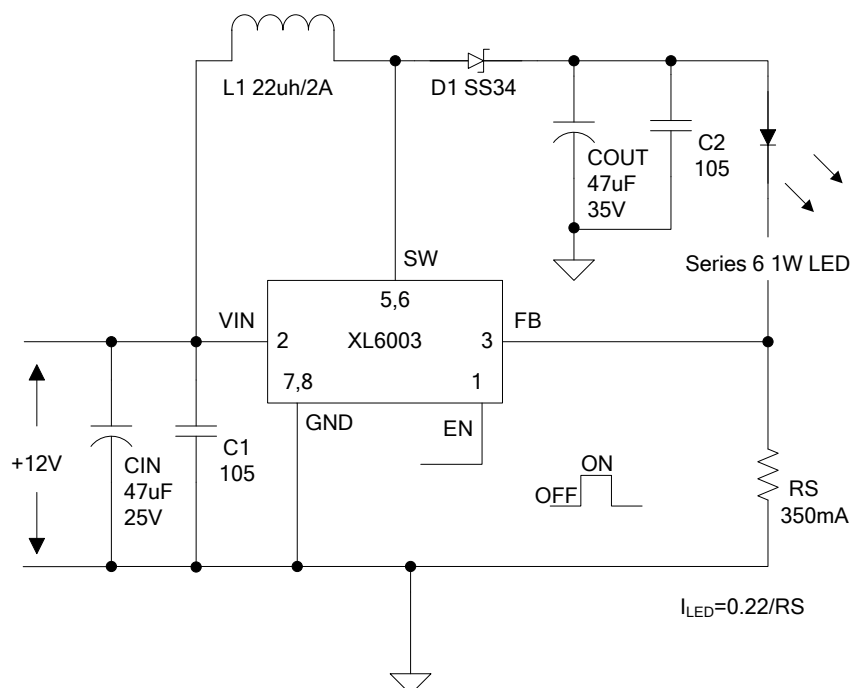 L1 22uh/2A
D1 SS34
COUT
47uF
35V
C2
105
SW
Series 6 1W LED
5,6
VIN
FB
2
XL6003
3
7,8
1
GND
EN
+12V
CIN
47uF
25V
C1
105
ON
OFF
RS
350mA
I_LED=0.22/RS